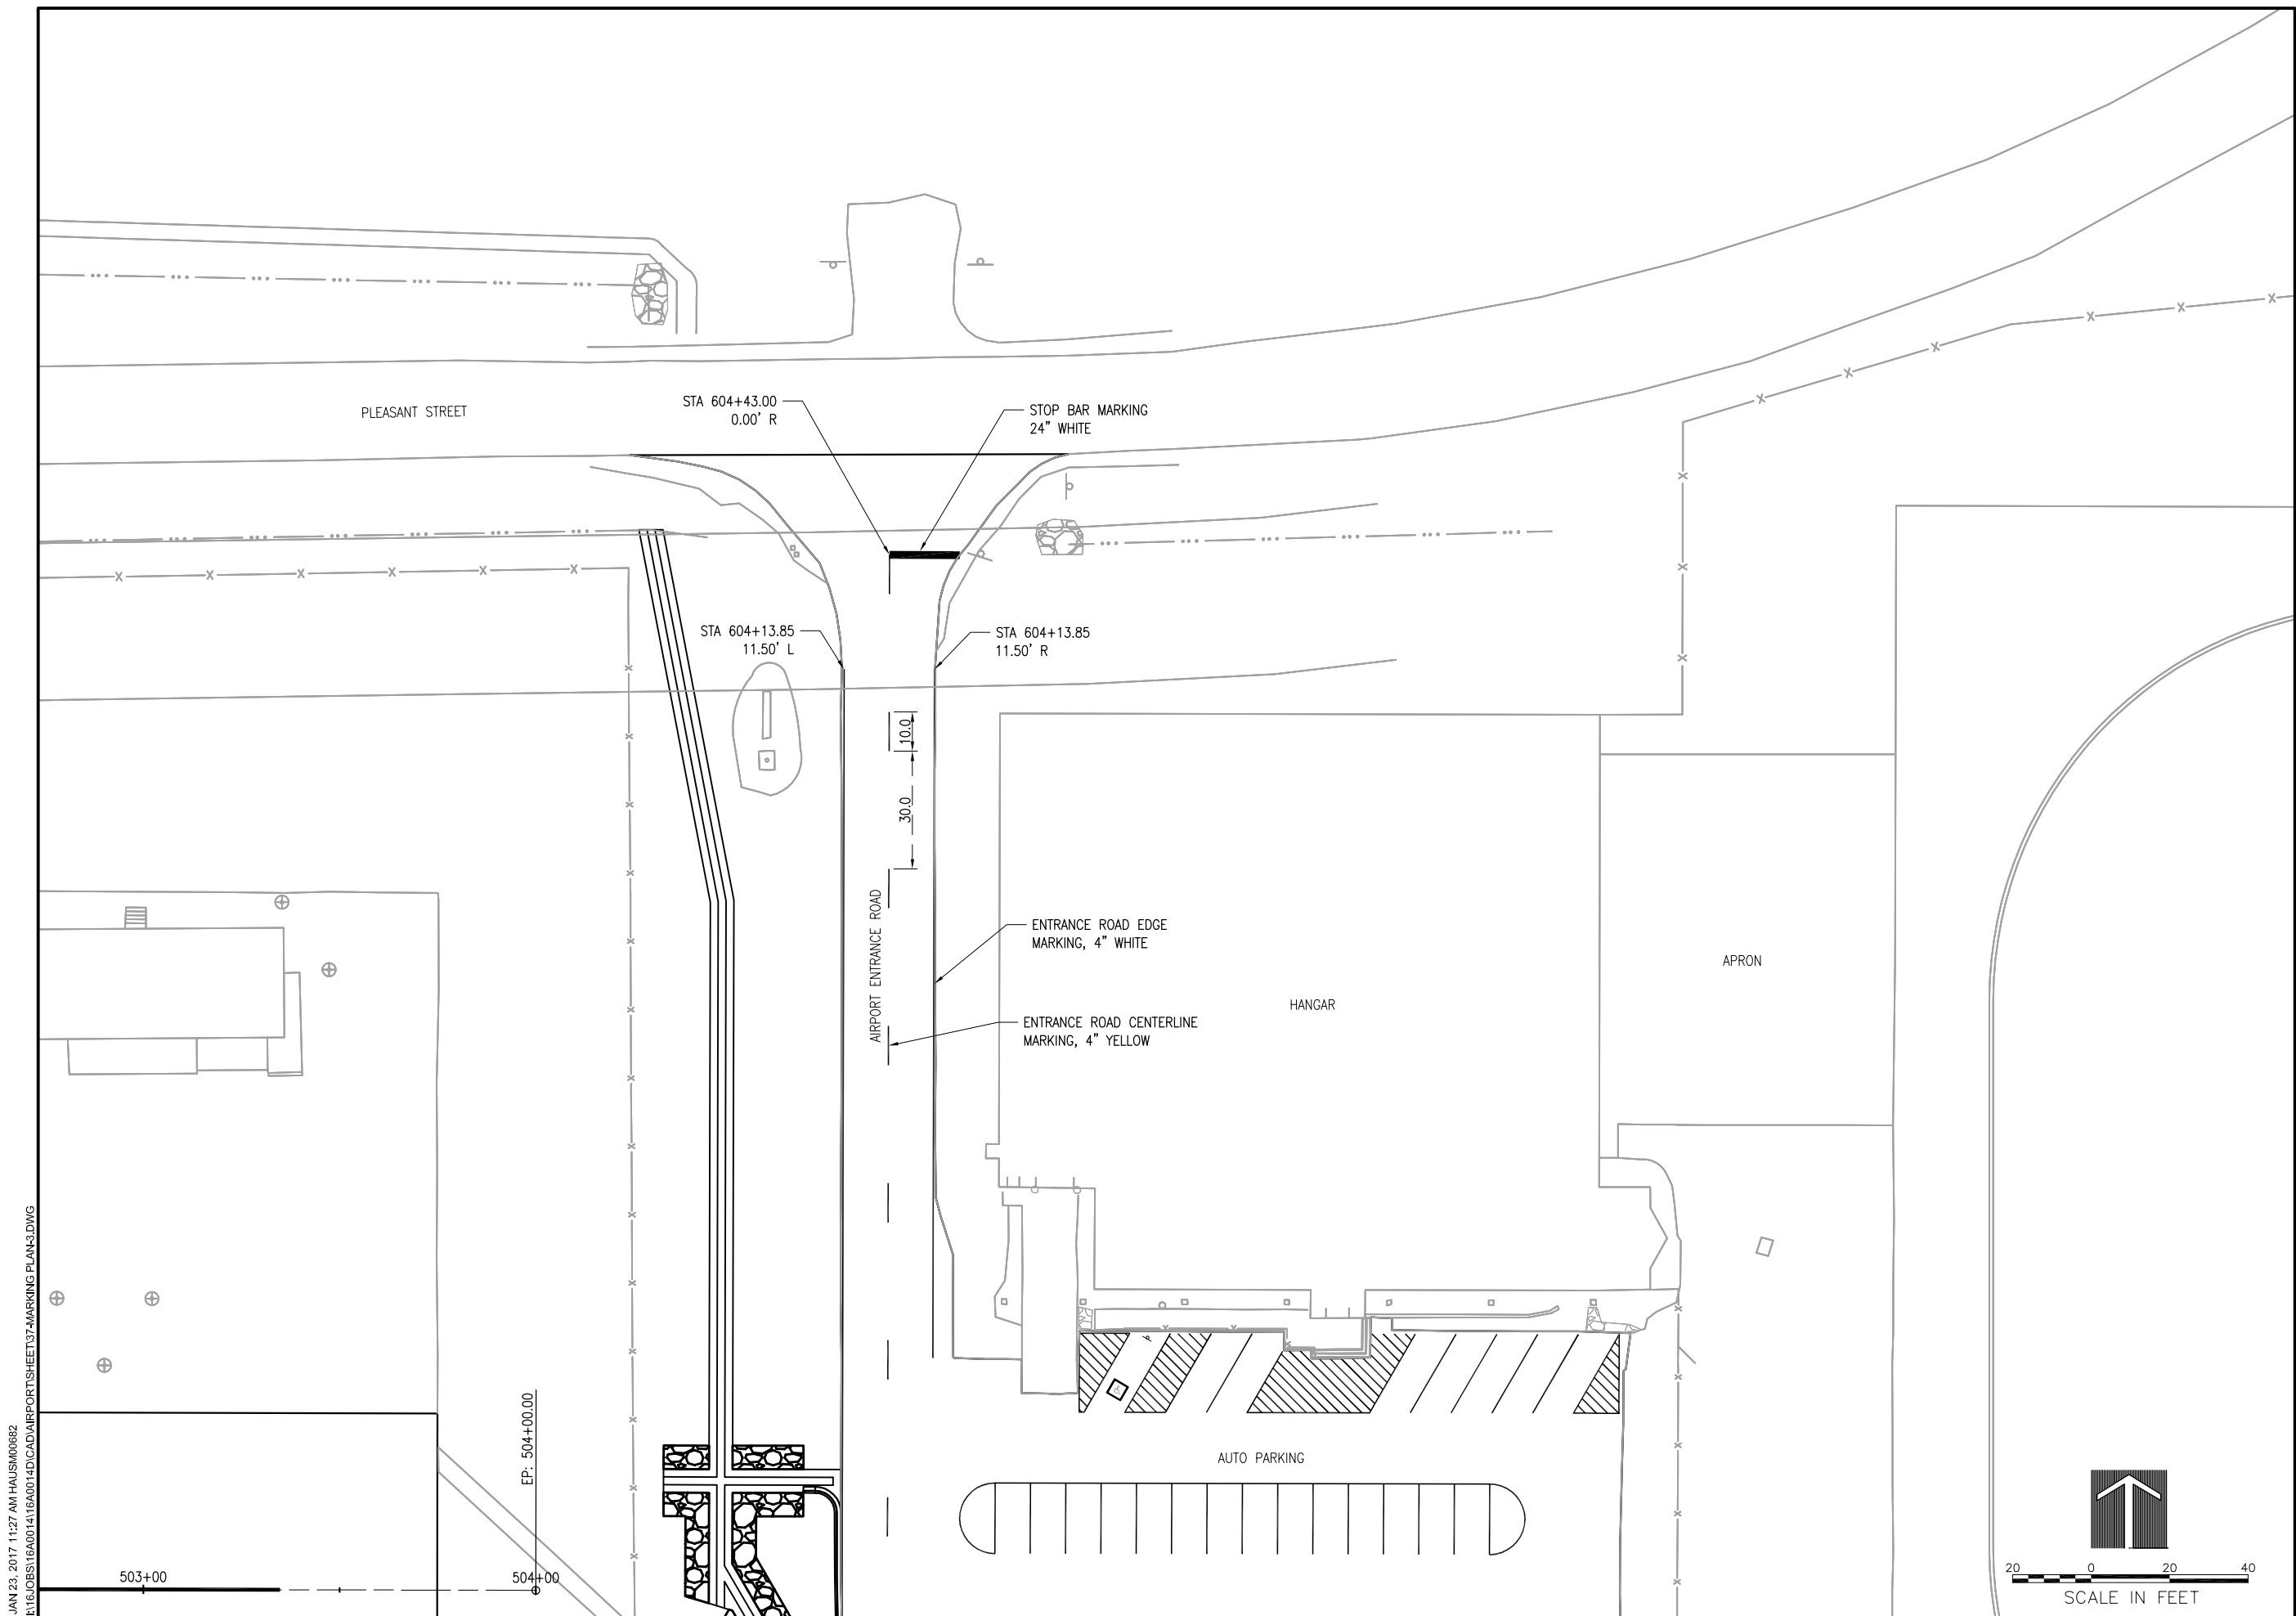 PLEASANT STREET
STA 604+43.00
0.00' R
STOP BAR MARKING
24" WHITE
STA 604+13.85
11.50' L
STA 604+13.85
11.50' R
10.0
30.0
AIRPORT ENTRANCE ROAD
ENTRANCE ROAD EDGE
MARKING, 4" WHITE
ENTRANCE ROAD CENTERLINE
MARKING, 4" YELLOW
HANGAR
APRON
AUTO PARKING
EP: 504+00.00
503+00
504+00
20 0 20 40
SCALE IN FEET
JAN 23, 2017 11:27 AM HAUSM00682
I:\16JOBS\16A0014\16A0014D\CAD\AIRPORT\SHEET\37-MARKING PLAN-3.DWG